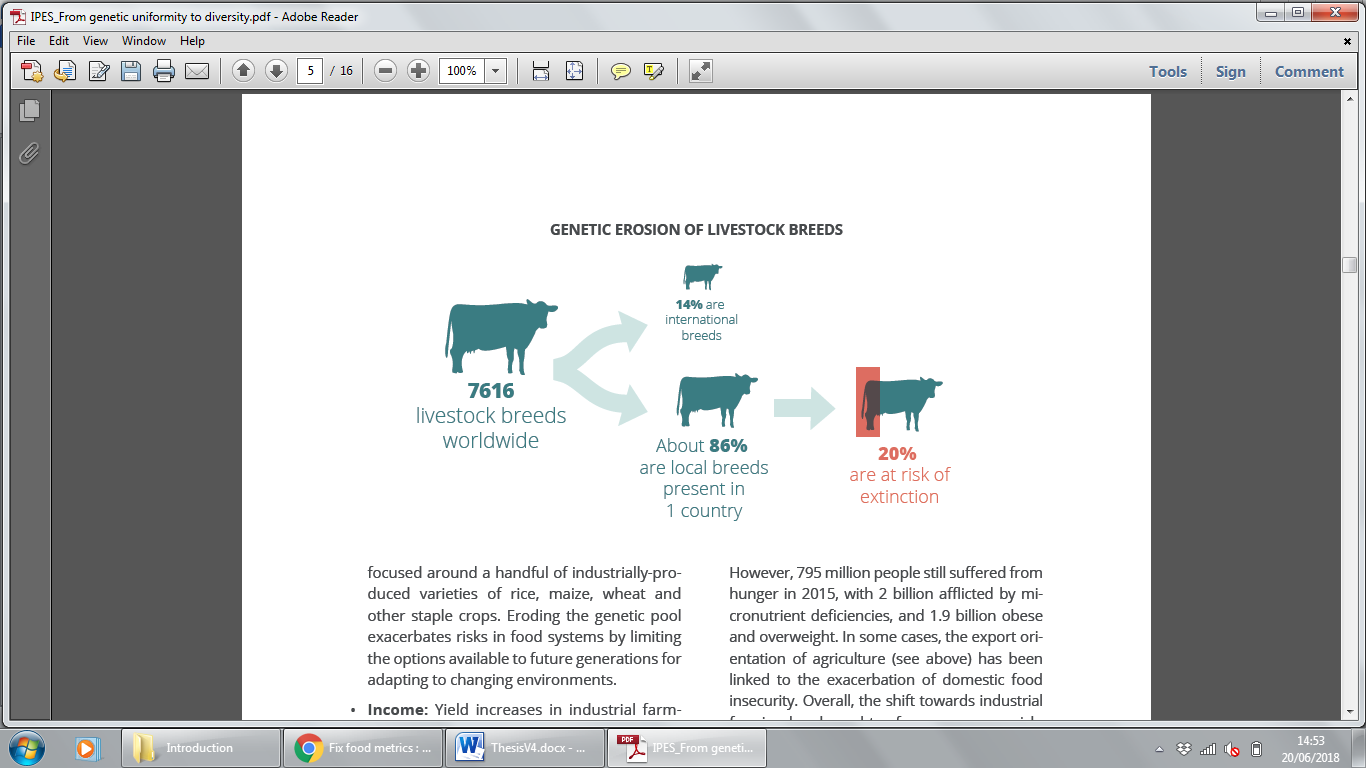 IPES_From genetic uniformity to diversity.pdf - Adobe Reader
File Edit View Window Help
5 / 16
100%
Tools Sign Comment
GENETIC EROSION OF LIVESTOCK BREEDS
14% are
international
breeds
7616
livestock breeds
worldwide
About 86%
are local breeds
present in
1 country
20%
are at risk of
extinction
focused around a handful of industrially-pro-
duced varieties of rice, maize, wheat and
other staple crops. Eroding the genetic pool
exacerbates risks in food systems by limiting
the options available to future generations for
adapting to changing environments.
• Income: Yield increases in industrial farm-
However, 795 million people still suffered from
hunger in 2015, with 2 billion afflicted by mi-
cronutrient deficiencies, and 1.9 billion obese
and overweight. In some cases, the export ori-
entation of agriculture (see above) has been
linked to the exacerbation of domestic food
insecurity. Overall, the shift towards industrial
Introduction
Fix food metrics : ...
ThesisV4.docx - ...
PDF
IPES_From geneti...
14:53
20/06/2018